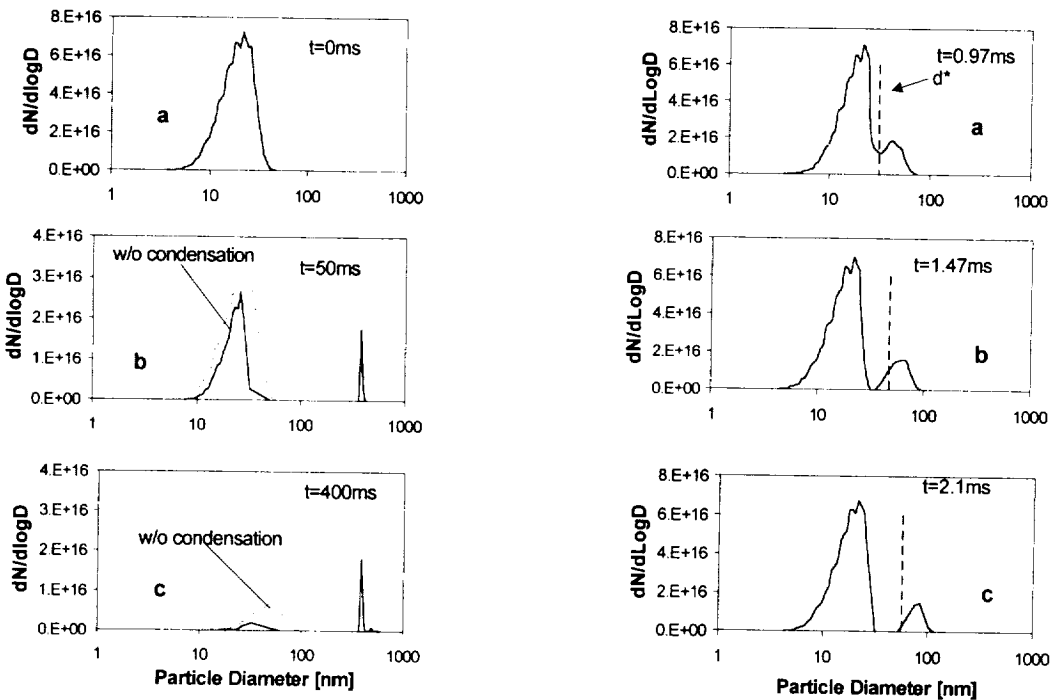 dN/dlogD
8.E+16
6.E+16
4.E+16
2.E+16
0.E+00
t=0ms
a
1
10
100
1000
dN/dlogD
4.E+16
3.E+16
2.E+16
1.E+16
0.E+00
w/o condensation
t=50ms
b
1
10
100
1000
dN/dlogD
4.E+16
3.E+16
2.E+16
1.E+16
0.E+00
t=400ms
w/o condensation
c
1
10
100
1000
Particle Diameter [nm]
dN/dLogD
8.E+16
6.E+16
4.E+16
2.E+16
0.E+00
t=0.97ms
d*
a
1
10
100
1000
dN/dLogD
8.E+16
6.E+16
4.E+16
2.E+16
0.E+00
t=1.47ms
b
1
10
100
1000
dN/dLogD
8.E+16
6.E+16
4.E+16
2.E+16
0.E+00
t=2.1ms
c
1
10
100
1000
Particle Diameter [nm]